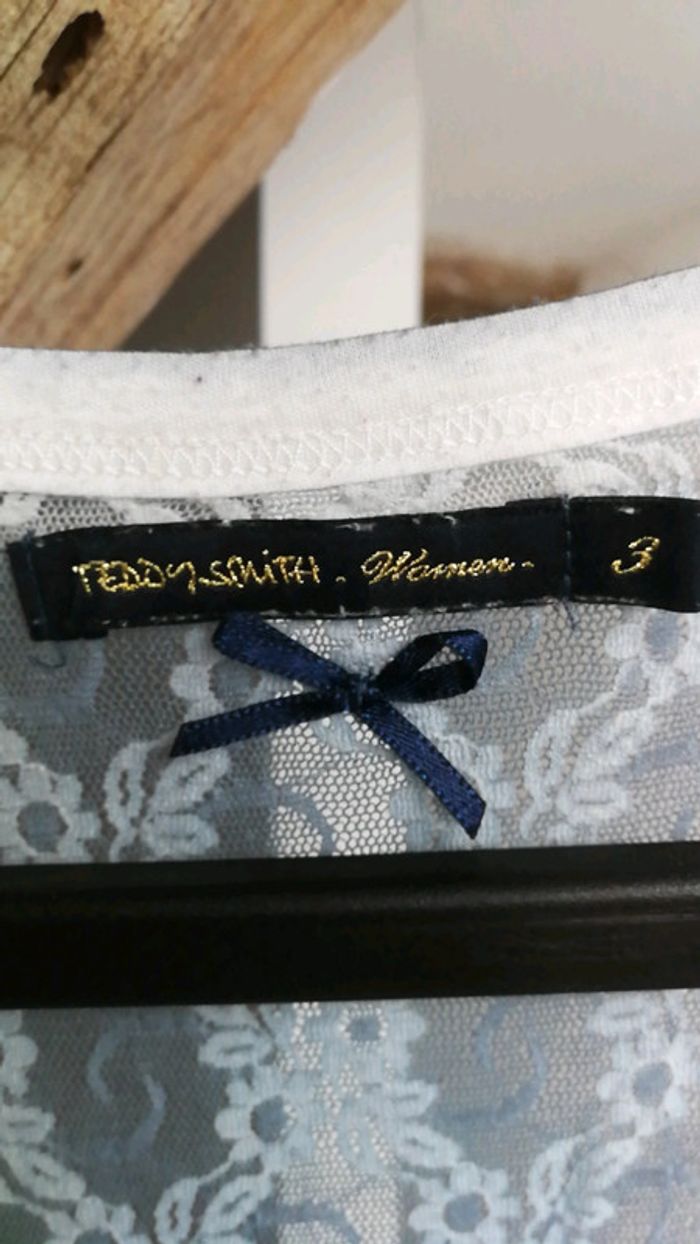 TEDDY SMITH - Women -
3